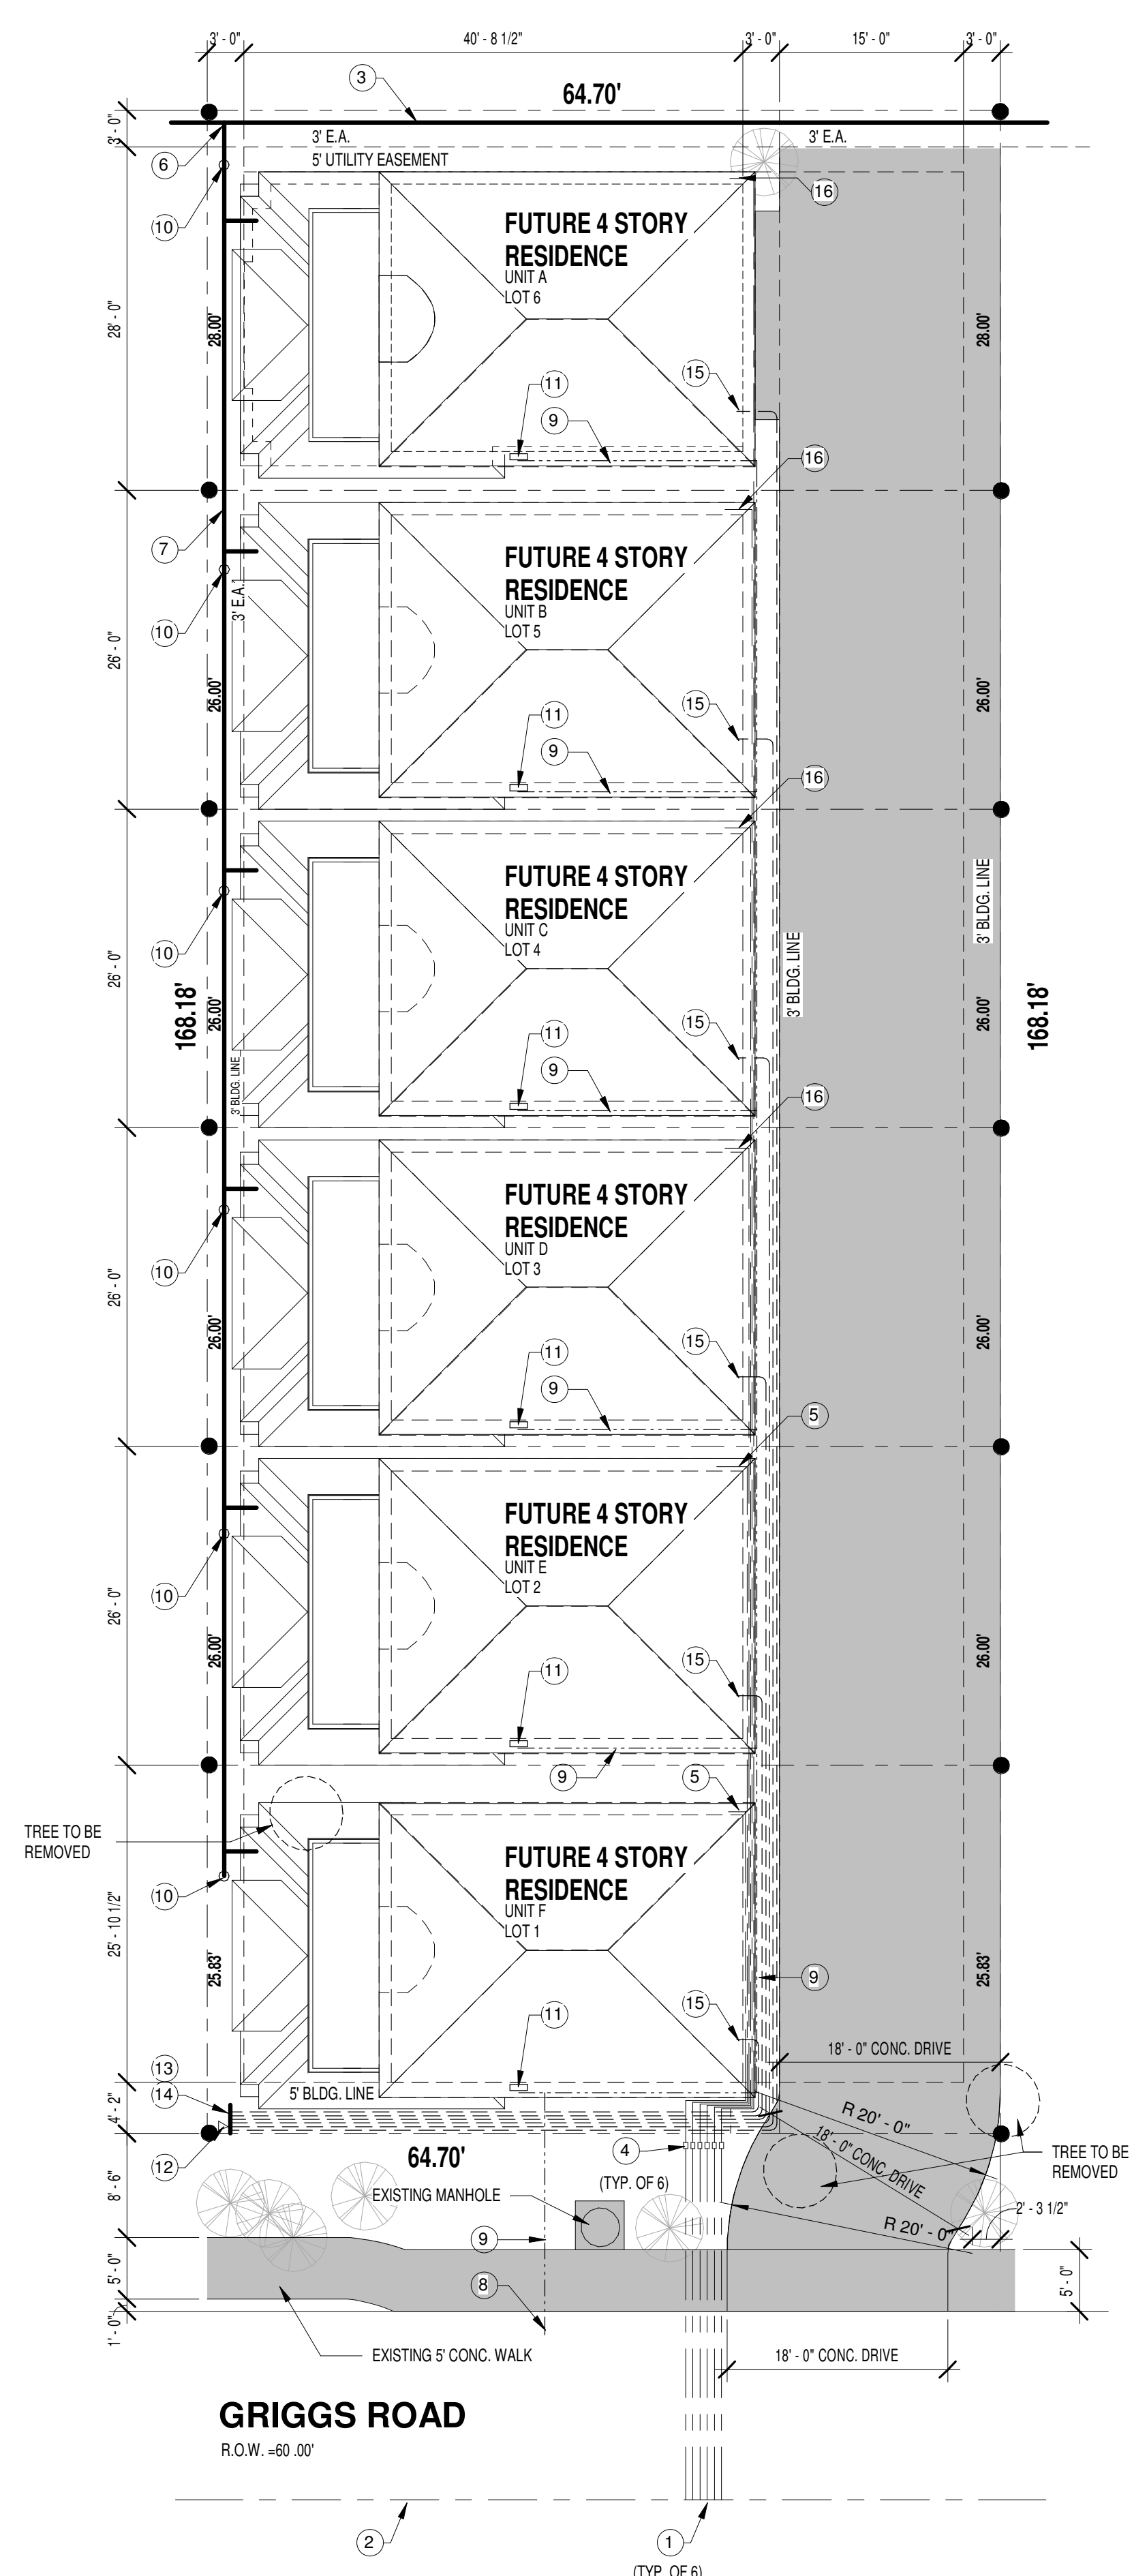 3' - 0"
40' - 8 1/2"
3' - 0"
15' - 0"
3' - 0"
3
64.70'
3' - 0"
3' E.A.
3' E.A.
6
5' UTILITY EASEMENT
16
10
FUTURE 4 STORY
RESIDENCE
UNIT A
LOT 6
28' - 0"
28.00'
28.00'
15
11
9
16
7
FUTURE 4 STORY
RESIDENCE
UNIT B
LOT 5
3' E.A.
10
26' - 0"
26.00'
26.00'
15
11
9
16
FUTURE 4 STORY
RESIDENCE
UNIT C
LOT 4
3' BLDG. LINE
10
26' - 0"
3' BLDG. LINE
168.18'
26.00'
26.00'
168.18'
15
11
9
3' BLDG. LINE
16
FUTURE 4 STORY
RESIDENCE
UNIT D
LOT 3
10
26' - 0"
26.00'
26.00'
15
11
9
5
FUTURE 4 STORY
RESIDENCE
UNIT E
LOT 2
10
26' - 0"
26.00'
26.00'
15
11
9
5
TREE TO BE
REMOVED
FUTURE 4 STORY
RESIDENCE
UNIT F
LOT 1
10
25' - 10 1/2"
25.83'
25.83'
9
15
11
18' - 0" CONC. DRIVE
13
14
5' BLDG. LINE
4' - 2"
R 20' - 0"
18' - 0" CONC. DRIVE
12
64.70'
4
(TYP. OF 6)
TREE TO BE
REMOVED
8' - 6"
EXISTING MANHOLE
2' - 3 1/2"
R 20' - 0"
9
5' - 0"
8
5' - 0"
1' - 0"
EXISTING 5' CONC. WALK
18' - 0" CONC. DRIVE
GRIGGS ROAD
R.O.W. =60 .00'
2
1
(TYP. OF 6)